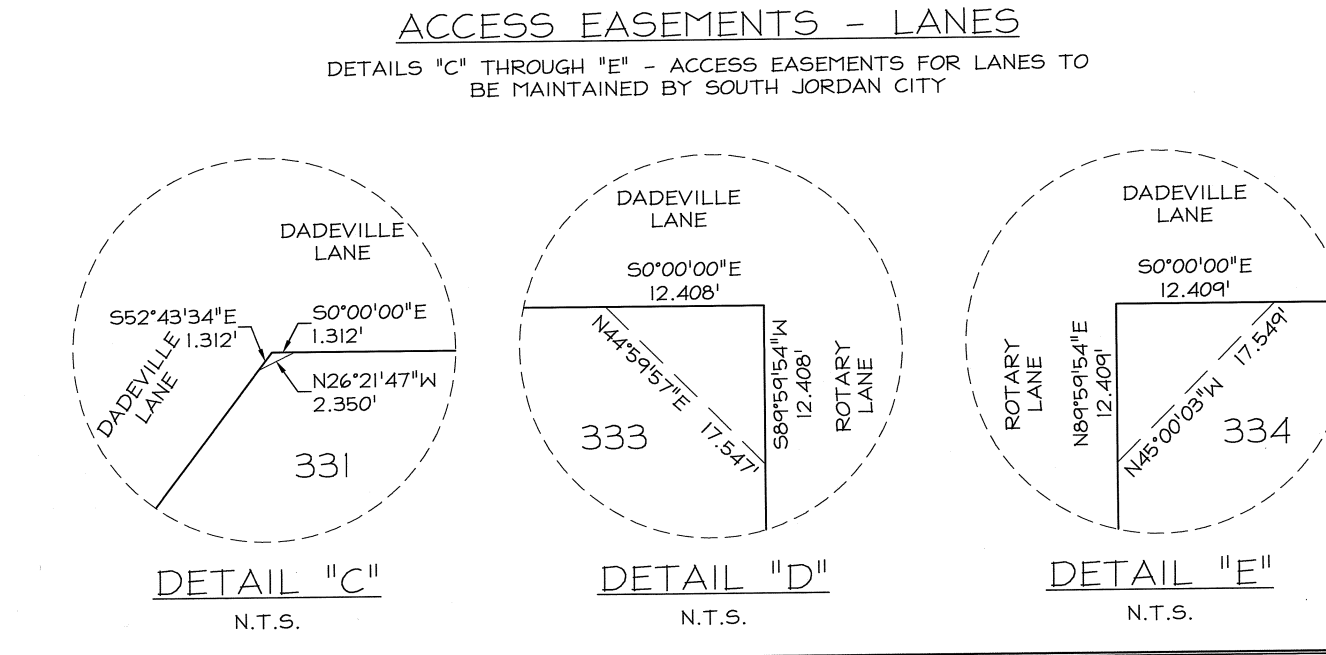 ACCESS EASEMENTS - LANES
DETAILS "C" THROUGH "E" - ACCESS EASEMENTS FOR LANES TO
BE MAINTAINED BY SOUTH JORDAN CITY
DADEVILLE
LANE
S52°43'34"E
1.312'
S0°00'00"E
1.312'
N26°21'47"W
2.350'
DADEVILLE
LANE
331
DETAIL "C"
N.T.S.
DADEVILLE
LANE
S0°00'00"E
12.408'
N44°59'57"E 17.547'
S89°59'54"W
12.408'
ROTARY
LANE
333
DETAIL "D"
N.T.S.
DADEVILLE
LANE
S0°00'00"E
12.409'
ROTARY
LANE
N89°59'54"E
12.409'
N45°00'03"W 17.549'
334
DETAIL "E"
N.T.S.